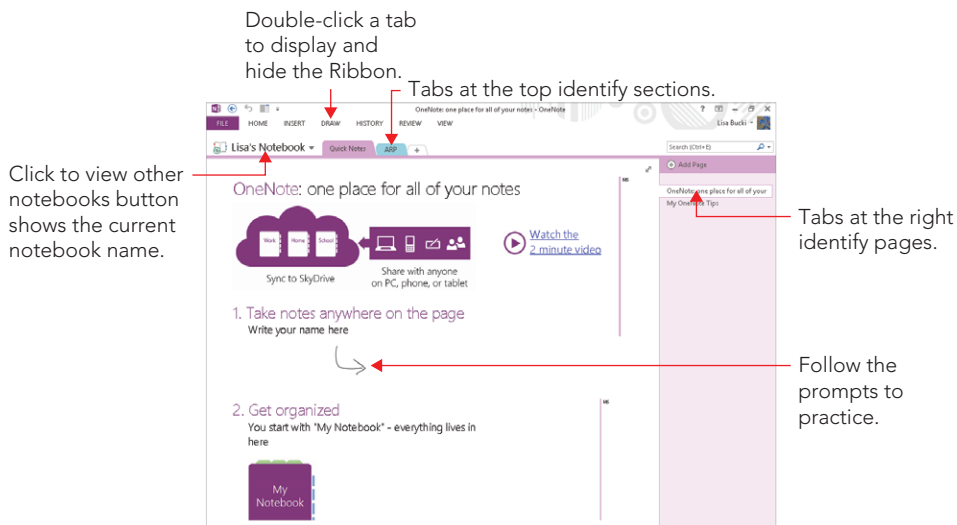 Double-click a tab
to display and
hide the Ribbon.
Tabs at the top identify sections.
OneNote: one place for all of your notes - OneNote
FILE HOME INSERT DRAW HISTORY REVIEW VIEW
Lisa Bucki
Lisa's Notebook
Quick Notes
ARP
Search (Ctrl+E)
Click to view other
notebooks button
shows the current
notebook name.
Add Page
OneNote: one place for all of your
My OneNote Tips
Tabs at the right
identify pages.
OneNote: one place for all of your notes
Work Home School
Sync to SkyDrive
Share with anyone
on PC, phone, or tablet
Watch the
2 minute video
1. Take notes anywhere on the page
Write your name here
Follow the
prompts to
practice.
2. Get organized
You start with "My Notebook" - everything lives in
here
My
Notebook